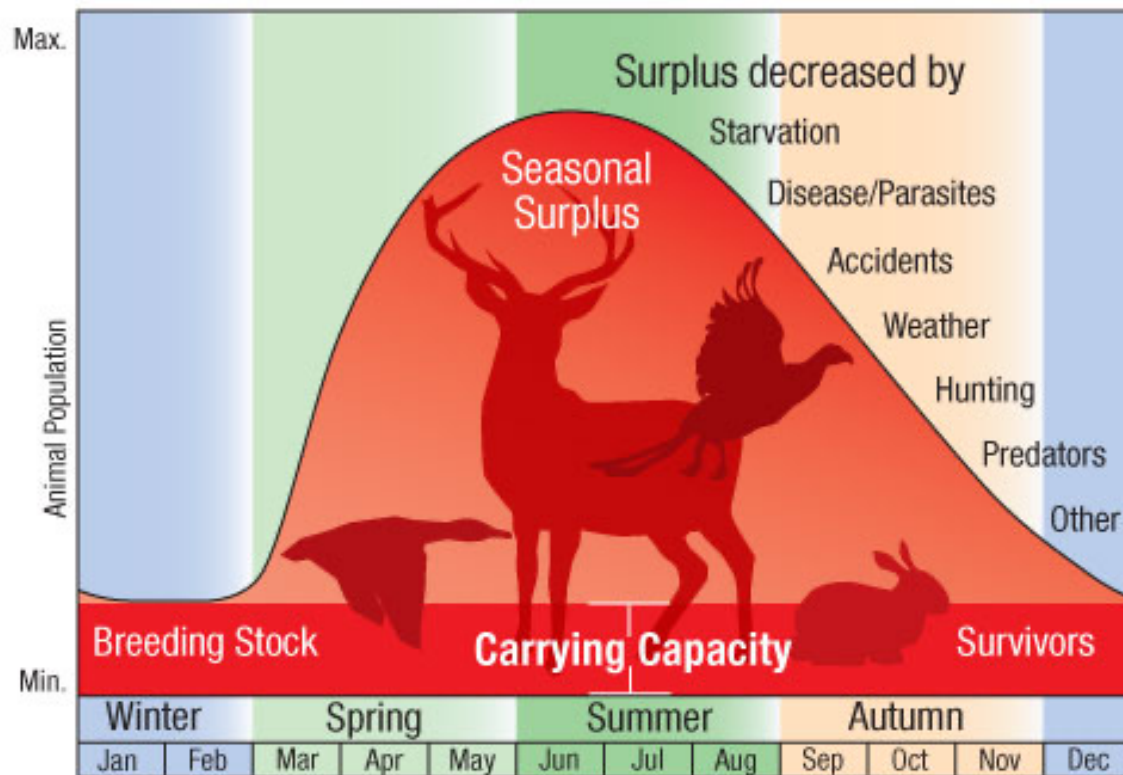 Max.
Surplus decreased by
Starvation
Seasonal
Surplus
Disease/Parasites
Accidents
Weather
Hunting
Predators
Other
Animal Population
Breeding Stock
Carrying Capacity
Survivors
Min.
Winter Spring Summer Autumn
Jan Feb Mar Apr May Jun Jul Aug Sep Oct Nov Dec